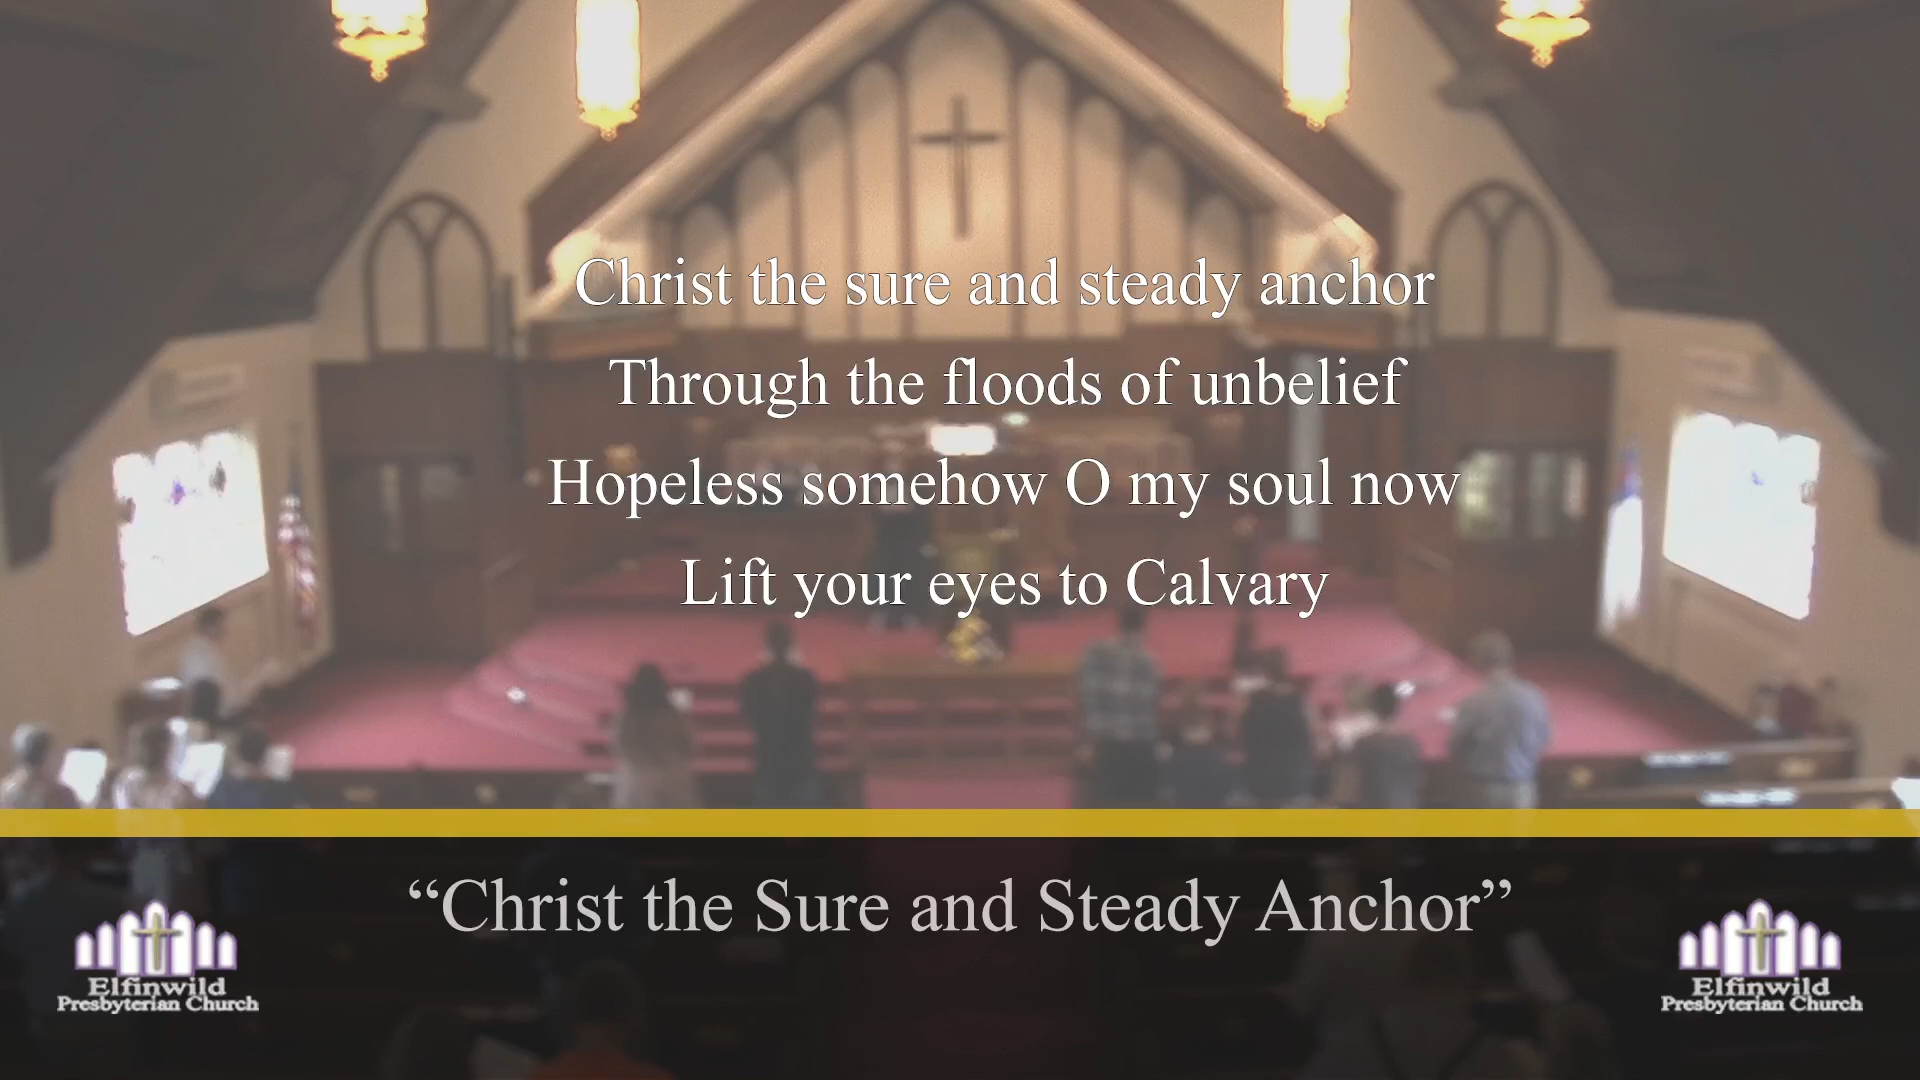 Christ the sure and steady anchor
Through the floods of unbelief
Hopeless somehow O my soul now
Lift your eyes to Calvary
“Christ the Sure and Steady Anchor”
Elfinwild
Presbyterian Church
Elfinwild
Presbyterian Church